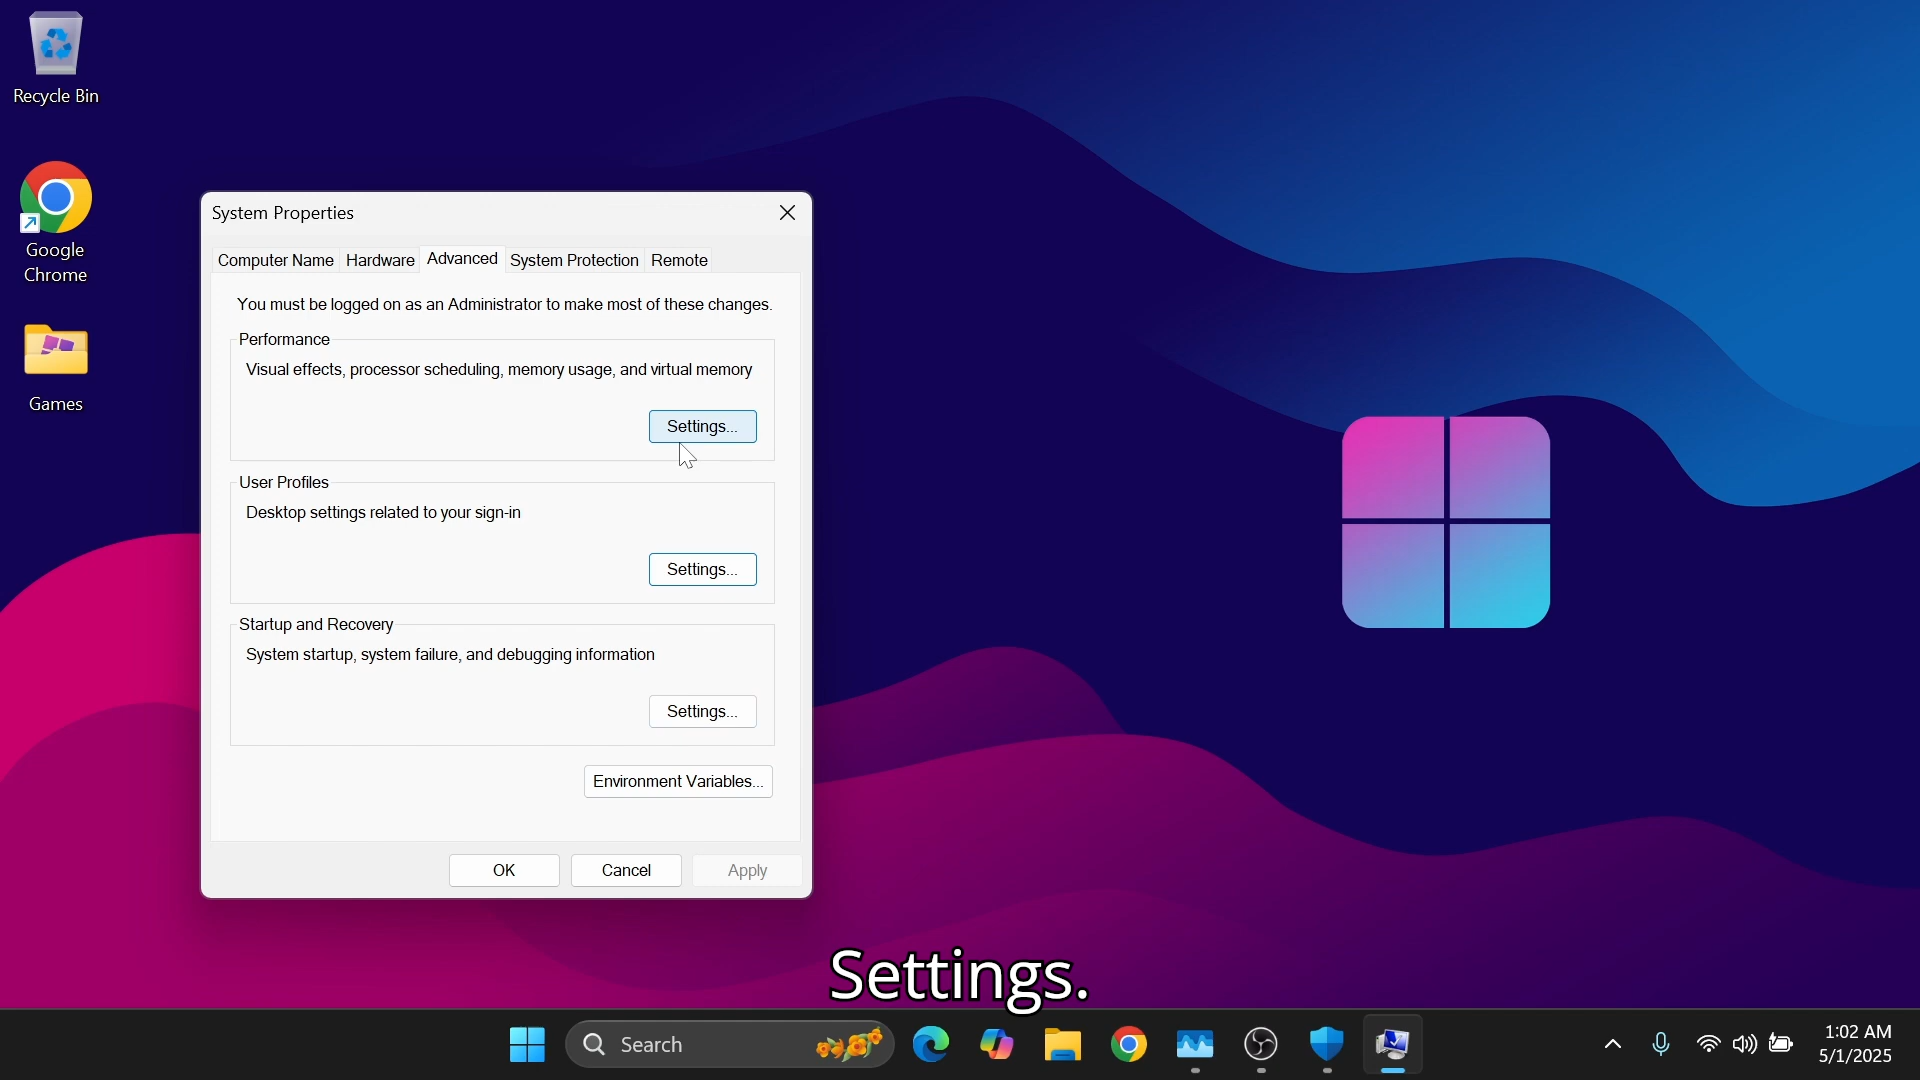 Recycle Bin
Google
Chrome
Games
System Properties
Computer Name Hardware Advanced System Protection Remote
You must be logged on as an Administrator to make most of these changes.
Performance
Visual effects, processor scheduling, memory usage, and virtual memory
Settings...
User Profiles
Desktop settings related to your sign-in
Settings...
Startup and Recovery
System startup, system failure, and debugging information
Settings...
Environment Variables...
OK Cancel Apply
Settings.
Search
1:02 AM
5/1/2025